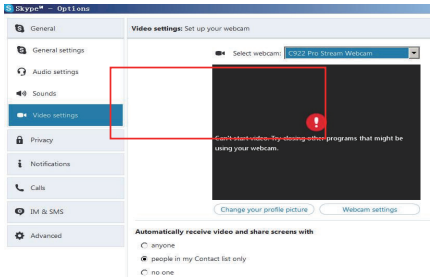 Skype™ - Options
General
Video settings: Set up your webcam
General settings
Select webcam: C922 Pro Stream Webcam
Audio settings
Sounds
Video settings
Can't start video. Try closing other programs that might be
using your webcam.
Privacy
Notifications
Calls
Change your profile picture
Webcam settings
IM & SMS
Advanced
Automatically receive video and share screens with
anyone
people in my Contact list only
no one